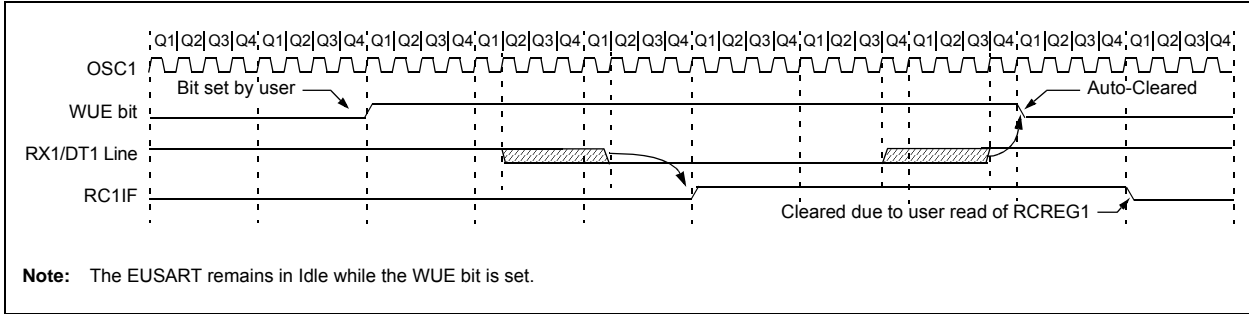 Q1 Q2 Q3 Q4 Q1 Q2 Q3 Q4 Q1 Q2 Q3 Q4 Q1 Q2 Q3 Q4 Q1 Q2 Q3 Q4 Q1 Q2 Q3 Q4 Q1 Q2 Q3 Q4 Q1 Q2 Q3 Q4 Q1 Q2 Q3 Q4 Q1 Q2 Q3 Q4
OSC1
Bit set by user
Auto-Cleared
WUE bit
RX1/DT1 Line
RC1IF
Cleared due to user read of RCREG1
Note: The EUSART remains in Idle while the WUE bit is set.